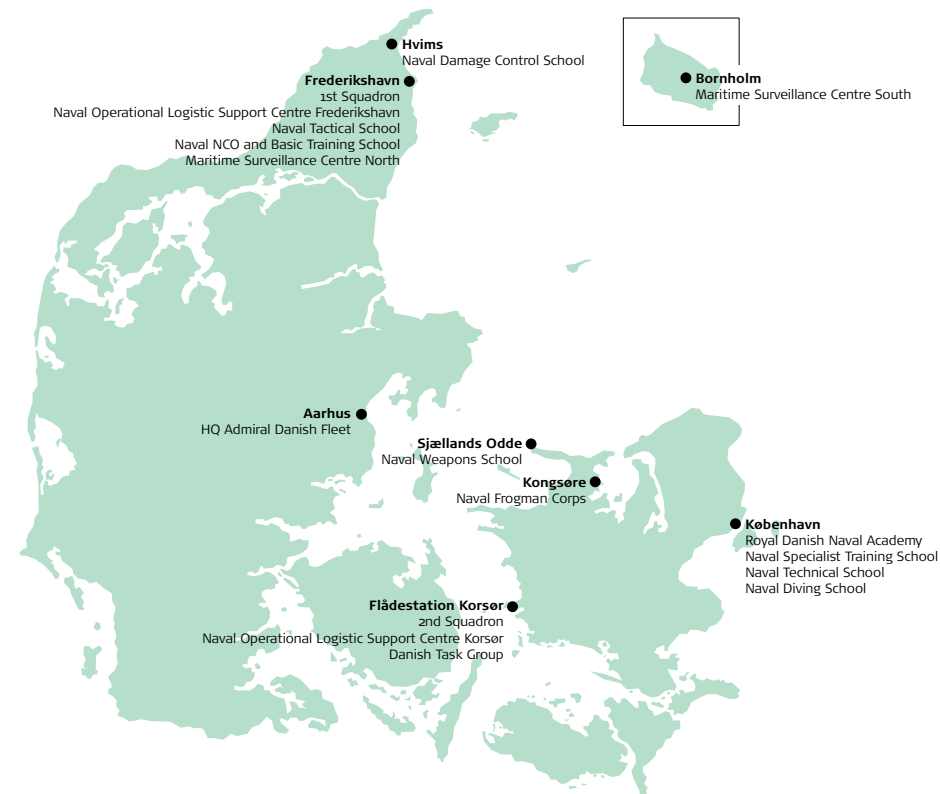 Hvims
Naval Damage Control School
Frederikshavn
1st Squadron
Naval Operational Logistic Support Centre Frederikshavn
Naval Tactical School
Naval NCO and Basic Training School
Maritime Surveillance Centre North
Bornholm
Maritime Surveillance Centre South
Aarhus
HQ Admiral Danish Fleet
Sjællands Odde
Naval Weapons School
Kongsøre
Naval Frogman Corps
København
Royal Danish Naval Academy
Naval Specialist Training School
Naval Technical School
Naval Diving School
Flådestation Korsør
2nd Squadron
Naval Operational Logistic Support Centre Korsør
Danish Task Group